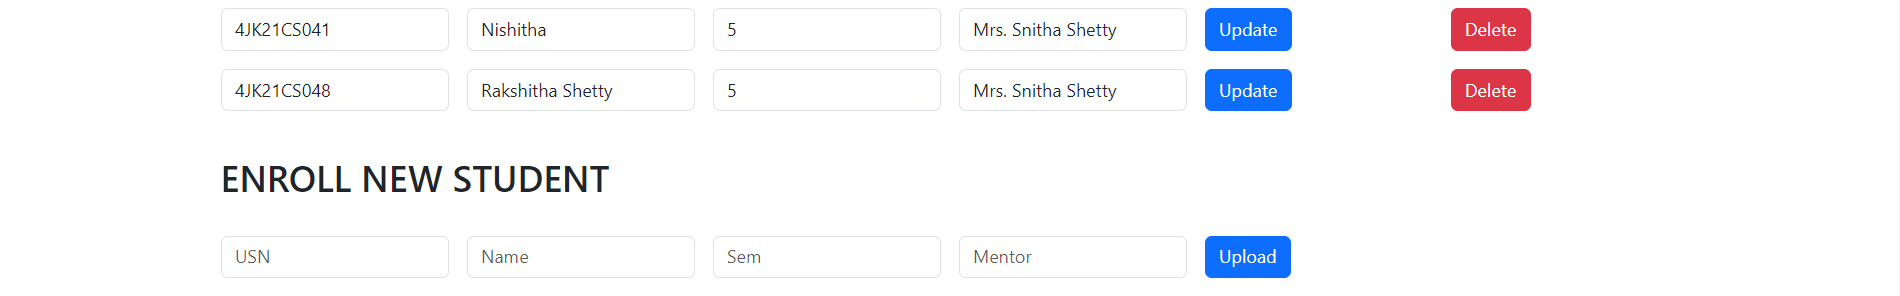 4JK21CS041 Nishitha 5 Mrs. Snitha Shetty Update Delete
4JK21CS048 Rakshitha Shetty 5 Mrs. Snitha Shetty Update Delete
ENROLL NEW STUDENT
USN Name Sem Mentor Upload